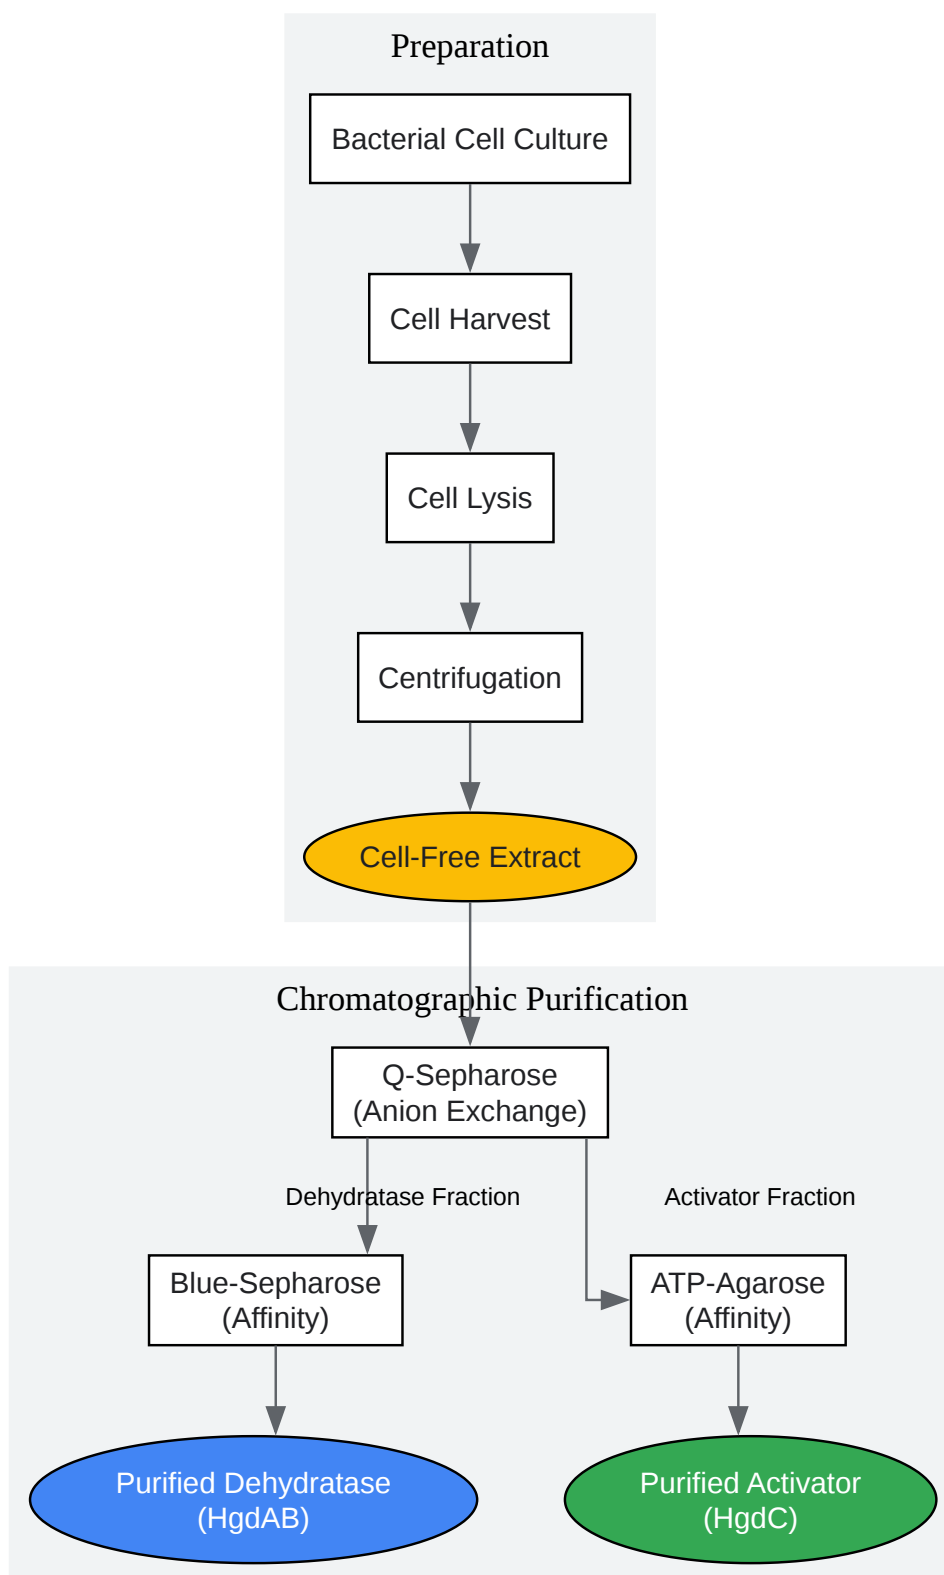 Preparation
Bacterial Cell Culture
Cell Harvest
Cell Lysis
Centrifugation
Cell-Free Extract
Chromatographic Purification
Q-Sepharose
(Anion Exchange)
Dehydratase Fraction
Activator Fraction
Blue-Sepharose
(Affinity)
ATP-Agarose
(Affinity)
Purified Dehydratase
(HgdAB)
Purified Activator
(HgdC)